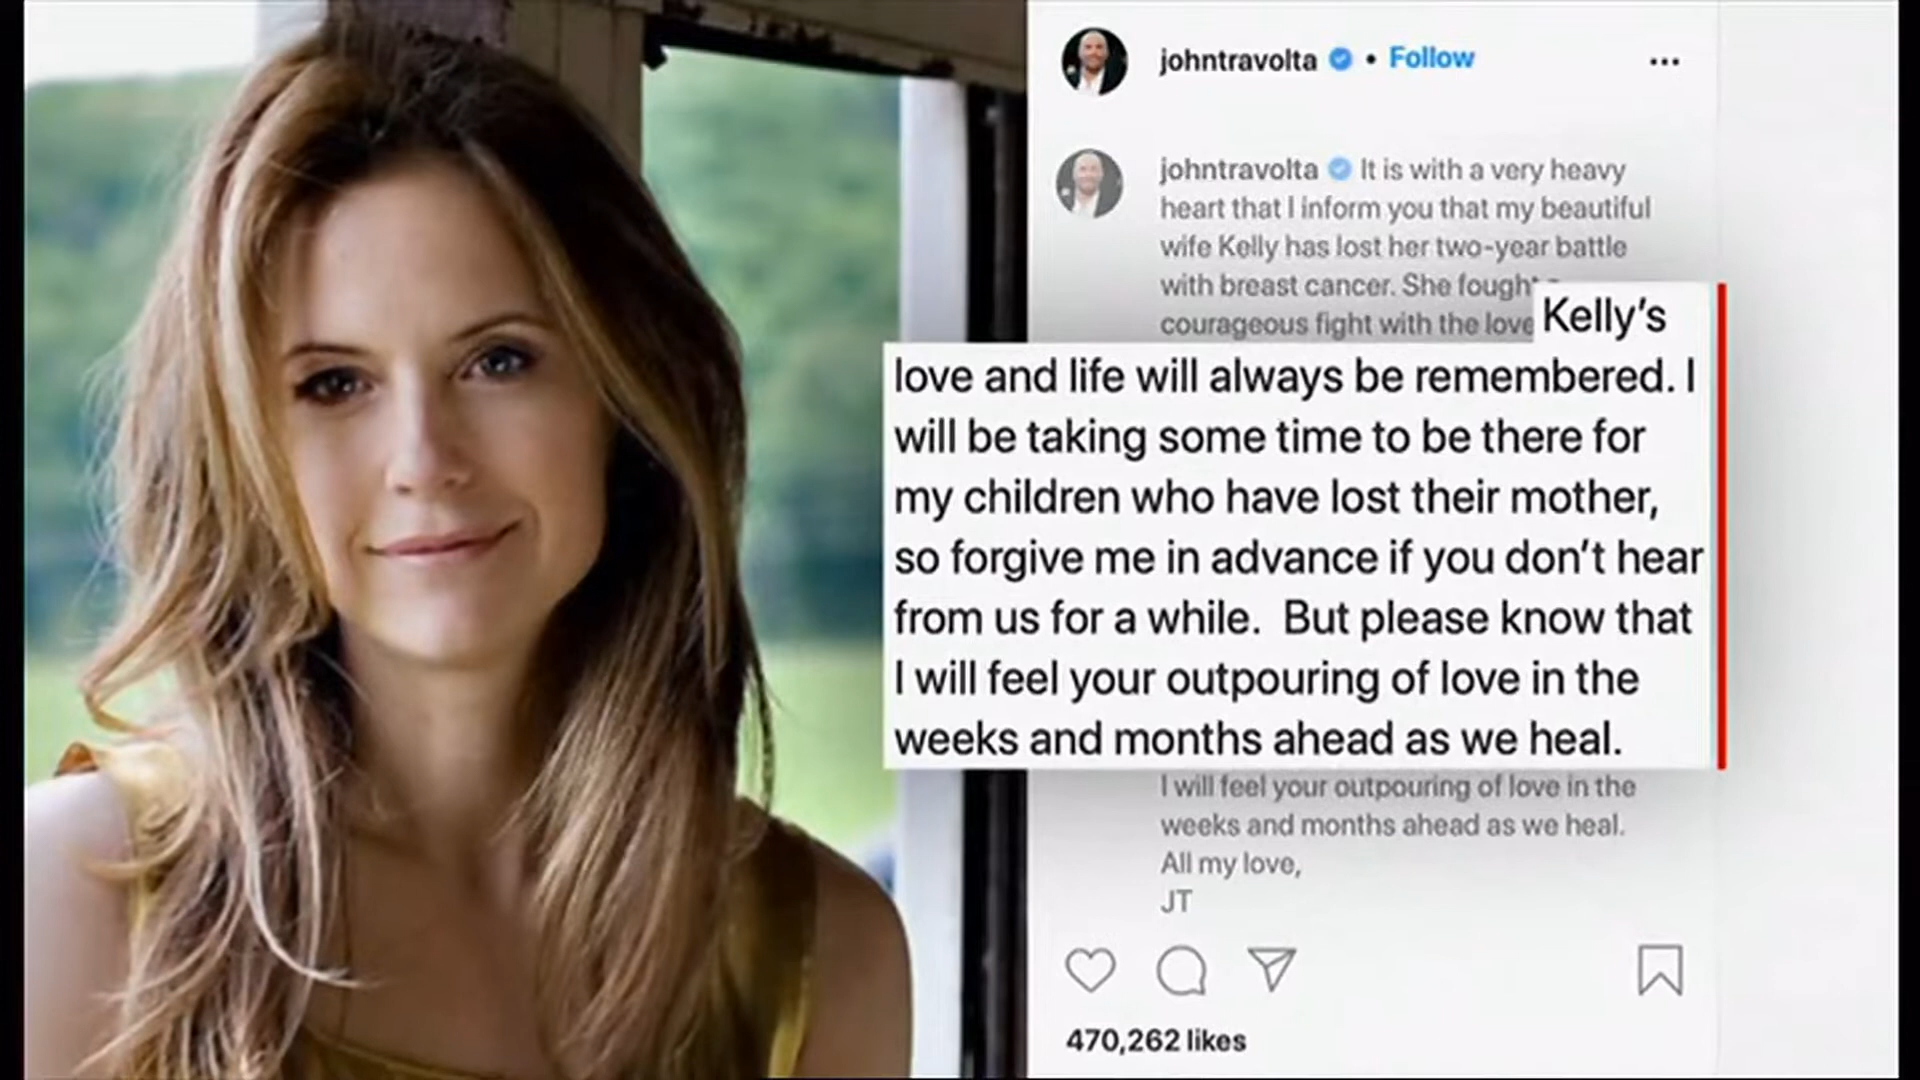 johntravolta • Follow
johntravolta It is with a very heavy
heart that I inform you that my beautiful
wife Kelly has lost her two-year battle
with breast cancer. She fought
courageous fight with the love
Kelly's
love and life will always be remembered. I
will be taking some time to be there for
my children who have lost their mother,
so forgive me in advance if you don't hear
from us for a while.  But please know that
I will feel your outpouring of love in the
weeks and months ahead as we heal.
I will feel your outpouring of love in the
weeks and months ahead as we heal.
All my love,
JT
470,262 likes